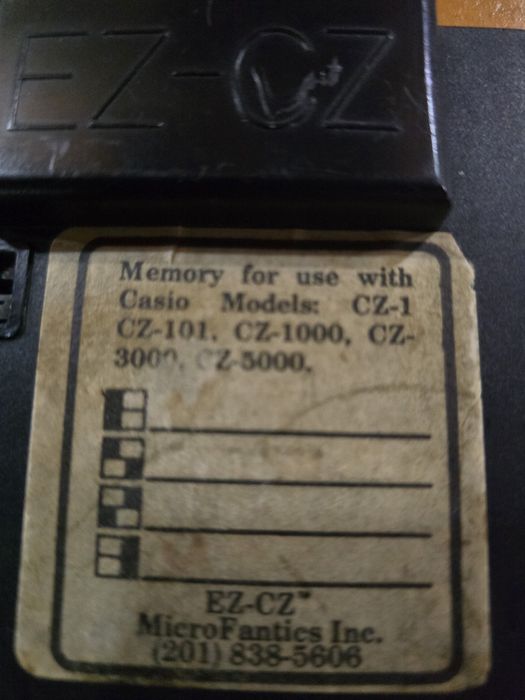 EZ-CZ
Memory for use with
Casio Models: CZ-1
CZ-101, CZ-1000, CZ-
3000, CZ-5000.
EZ-CZ™
MicroFantics Inc.
(201) 838-5606